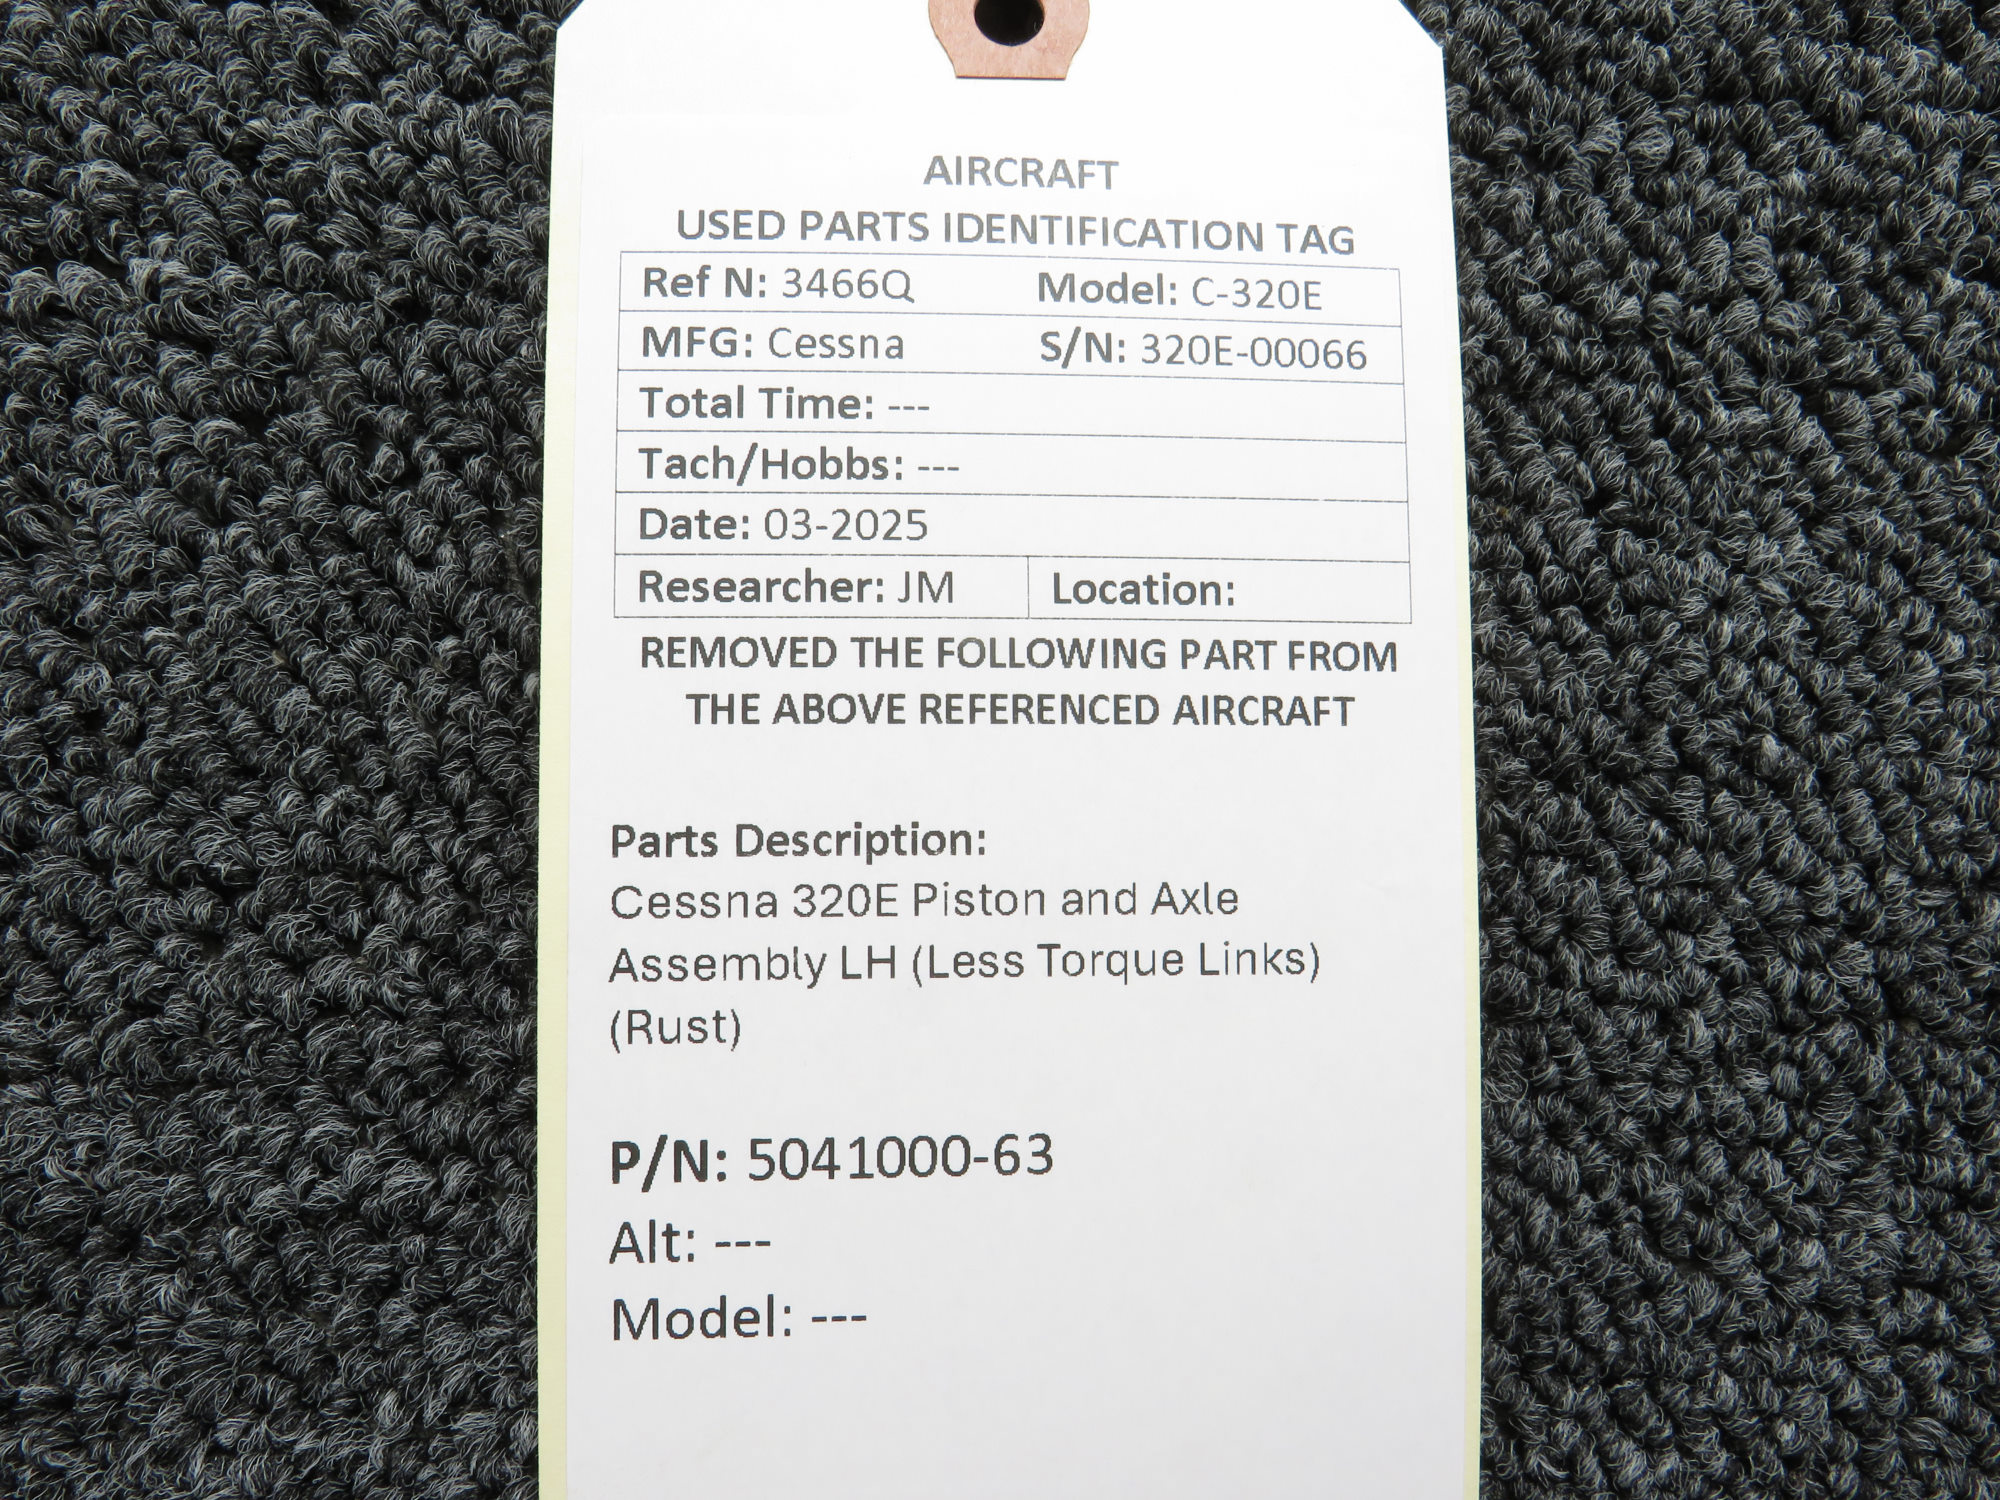 AIRCRAFT
USED PARTS IDENTIFICATION TAG
Ref N: 3466Q Model: C-320E
MFG: Cessna S/N: 320E-00066
Total Time: ---
Tach/Hobbs: ---
Date: 03-2025
Researcher: JM Location:
REMOVED THE FOLLOWING PART FROM
THE ABOVE REFERENCED AIRCRAFT
Parts Description:
Cessna 320E Piston and Axle
Assembly LH (Less Torque Links)
(Rust)
P/N: 5041000-63
Alt: ---
Model: ---